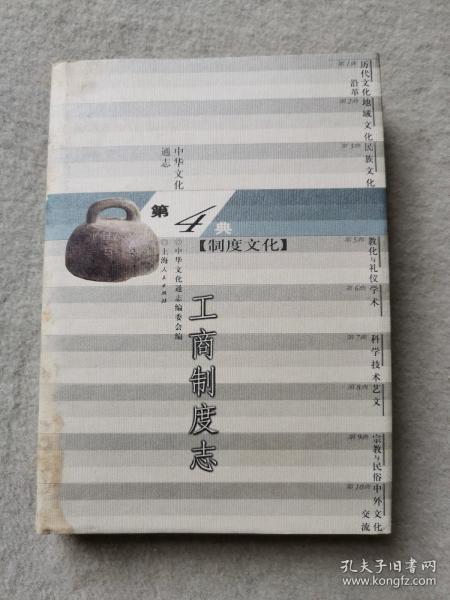 中华文化通志
第4典
【制度文化】
◎中华文化通志编委会编
◎上海人民出版社
工商制度志
第1典
历代文化沿革
第2典
地域文化
第3典
民族文化
第5典
教化与礼仪
第6典
学术
第7典
科学技术
第8典
艺文
第9典
宗教与民俗
第10典
中外文化交流
孔夫子旧书网
www.kongfz.com